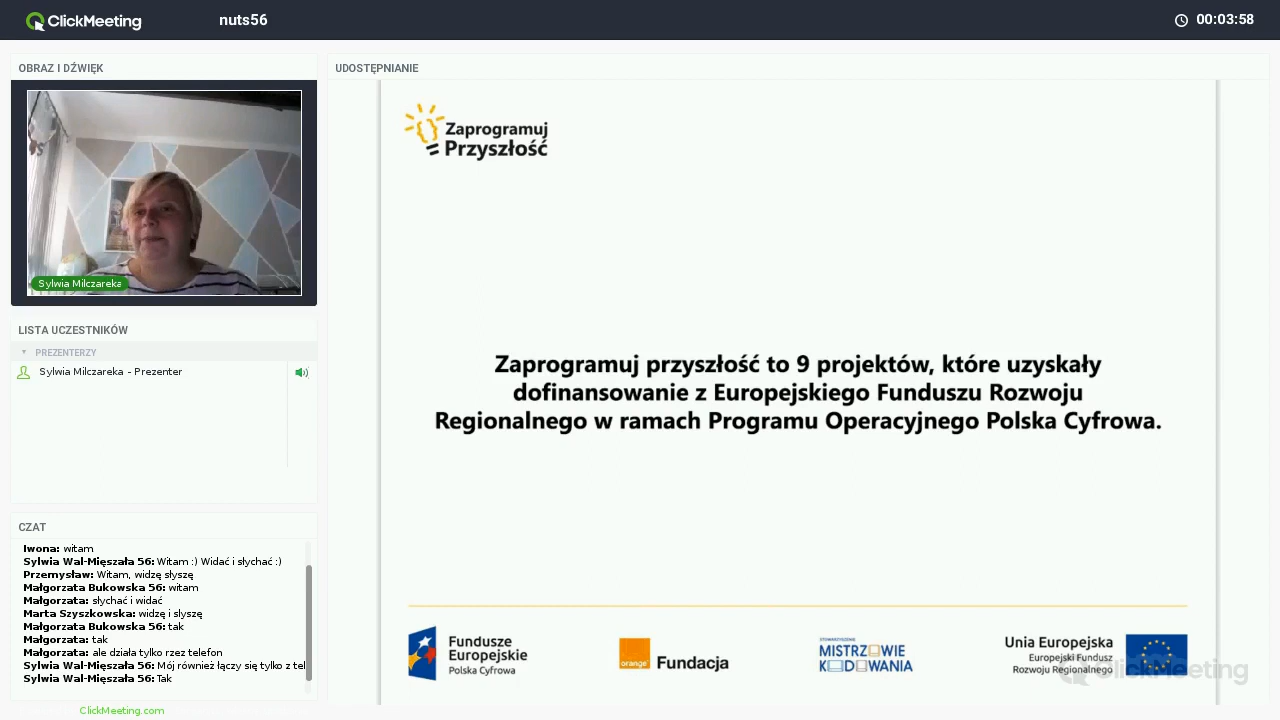 ClickMeeting
nuts56
00:03:58
OBRAZ I DŹWIĘK
Sylwia Milczareka
LISTA UCZESTNIKÓW
PREZENTERZY
Sylwia Milczareka - Prezenter
CZAT
Iwona: witam
Sylwia Wal-Mięszała 56: Witam :) Widać i słychać :)
Przemysław: Witam, widzę słyszę
Małgorzata Bukowska 56: witam
Małgorzata: słychać i widać
Marta Szyszkowska: widzę i slyszę
Małgorzata Bukowska 56: tak
Małgorzata: tak
Małgorzata: ale działa tylko rzez telefon
Sylwia Wal-Mięszała 56: Mój również łączy się tylko z tel
Sylwia Wal-Mięszała 56: Tak
ClickMeeting.com
UDOSTĘPNIANIE
Zaprogramuj
Przyszłość
Zaprogramuj przyszłość to 9 projektów, które uzyskały
dofinansowanie z Europejskiego Funduszu Rozwoju
Regionalnego w ramach Programu Operacyjnego Polska Cyfrowa.
Fundusze
Europejskie
Polska Cyfrowa
orange
Fundacja
STOWARZYSZENIE
MISTRZOWIE
KODOWANIA
Unia Europejska
Europejski Fundusz
Rozwoju Regionalnego
ClickMeeting